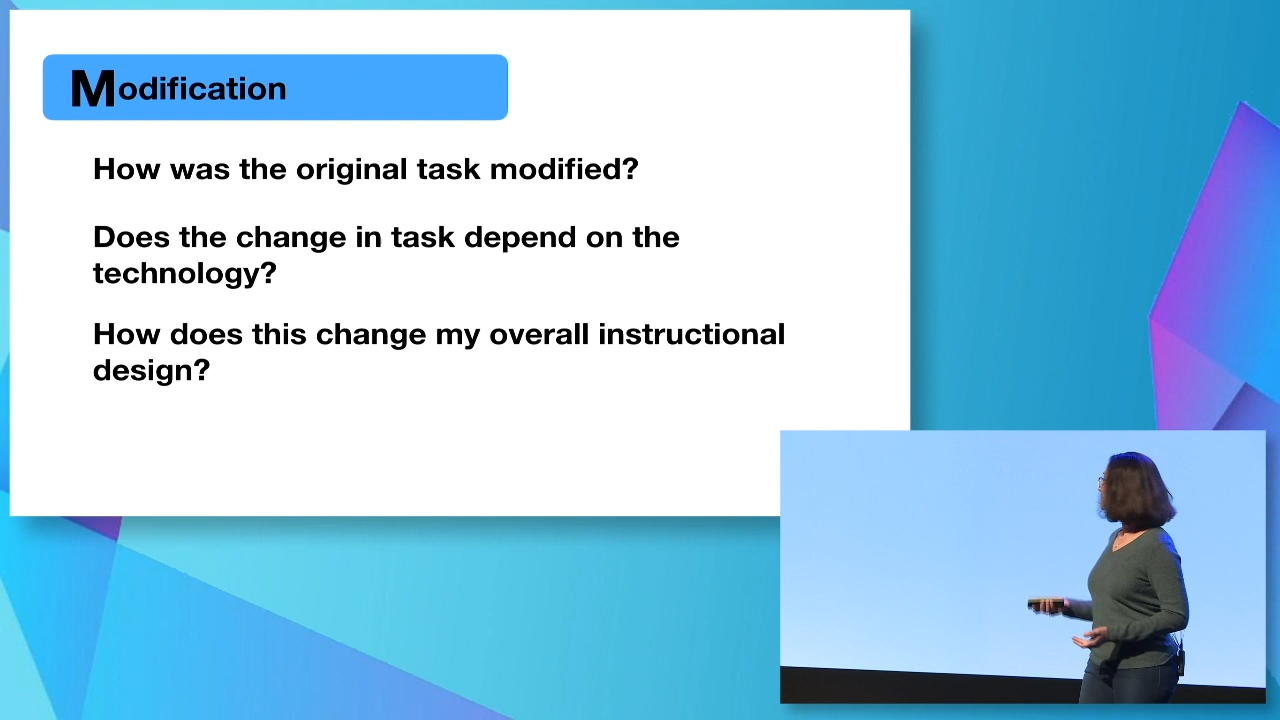 Modification
How was the original task modified?
Does the change in task depend on the
technology?
How does this change my overall instructional
design?